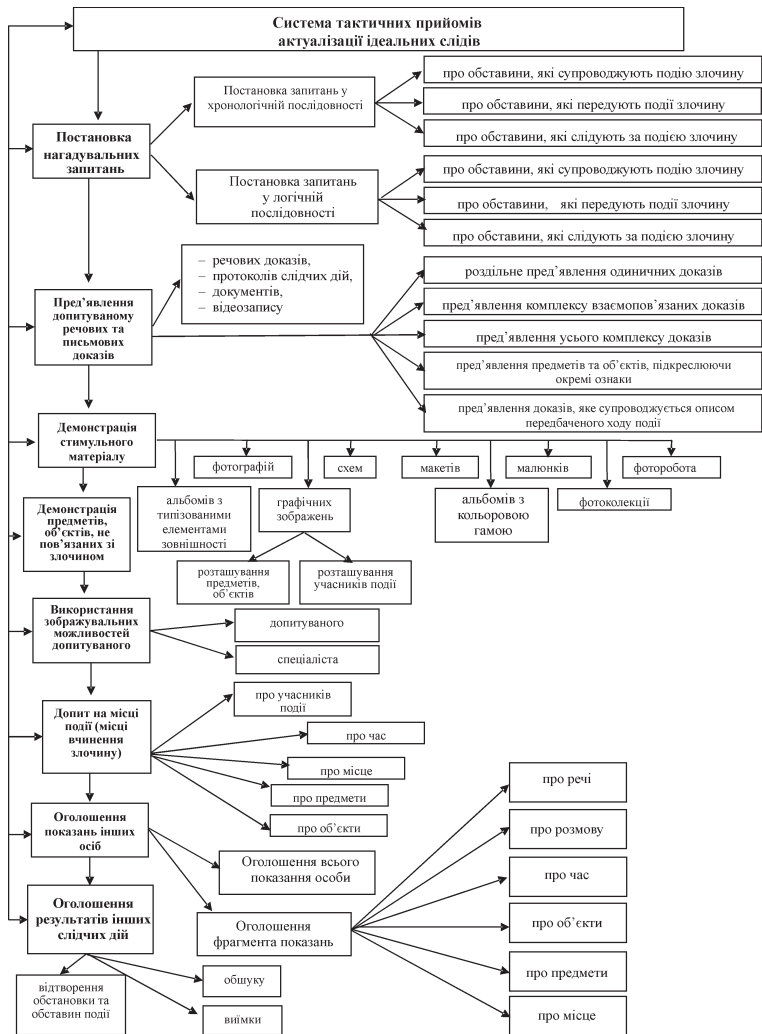 Система тактичних прийомів
актуалізації ідеальних слідів
Постановка
нагадувальних
запитань
Постановка запитань у
хронологічній послідовності
про обставини, які супроводжують подію злочину
про обставини, які передують події злочину
про обставини, які слідують за подією злочину
Постановка запитань
у логічній
послідовності
про обставини, які супроводжують подію злочину
про обставини, які передують події злочину
про обставини, які слідують за подією злочину
Пред’явлення
допитуваному
речових та
письмових
доказів
– речових доказів,
– протоколів слідчих дій,
– документів,
– відеозапису
роздільне пред’явлення одиничних доказів
пред’явлення комплексу взаємопов’язаних доказів
пред’явлення усього комплексу доказів
пред’явлення предметів та об’єктів, підкреслюючи
окремі ознаки
пред’явлення доказів, яке супроводжується описом
передбаченого ходу події
Демонстрація
стимульного
матеріалу
фотографій
схем
макетів
малюнків
фоторобота
альбомів з
типізованими
елементами
зовнішності
графічних
зображень
альбомів з
кольоровою
гамою
фотоколекції
розташування
предметів,
об’єктів
розташування
учасників події
Демонстрація
предметів,
об’єктів, не
пов’язаних зі
злочином
Використання
зображувальних
можливостей
допитуваного
допитуваного
спеціаліста
Допит на місці
події (місці
вчинення
злочину)
про учасників
події
про час
про місце
про предмети
про об’єкти
Оголошення
показань інших
осіб
Оголошення всього
показання особи
Оголошення
фрагмента показань
про речі
про розмову
про час
про об’єкти
про предмети
про місце
Оголошення
результатів інших
слідчих дій
відтворення
обстановки та
обставин події
обшуку
виїмки